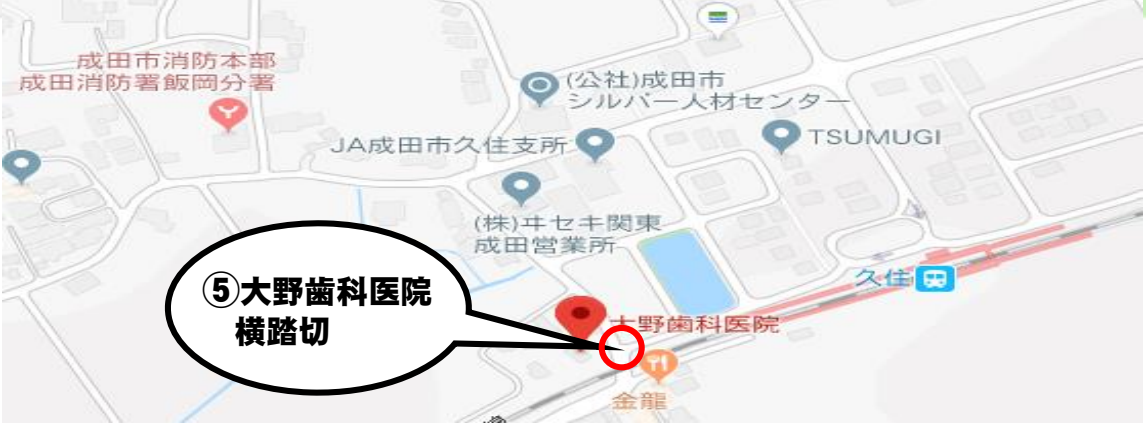 成田市消防本部
成田消防署飯岡分署
(公社)成田市
シルバー人材センター
JA成田市久住支所
TSUMUGI
(株)ヰセキ関東
成田営業所
久住
⑤大野歯科医院
横踏切
大野歯科医院
金龍